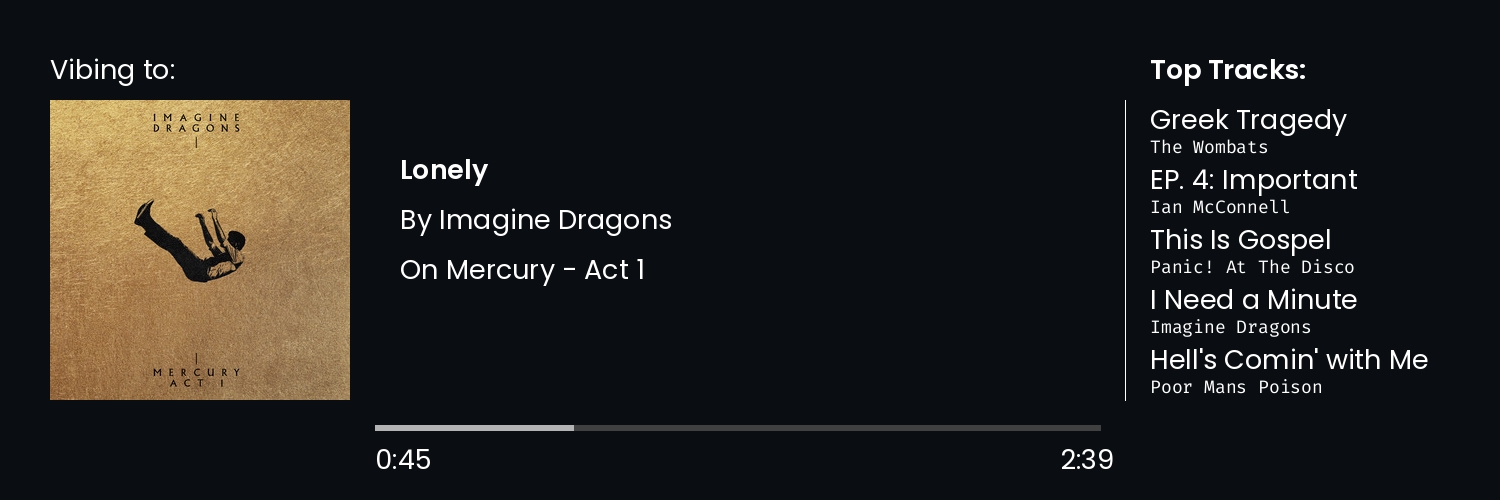 Vibing to:
IMAGINE
DRAGONS
MERCURY
ACT I
Lonely
By Imagine Dragons
On Mercury - Act 1
0:45
2:39
Top Tracks:
Greek Tragedy
The Wombats
EP. 4: Important
Ian McConnell
This Is Gospel
Panic! At The Disco
I Need a Minute
Imagine Dragons
Hell's Comin' with Me
Poor Mans Poison